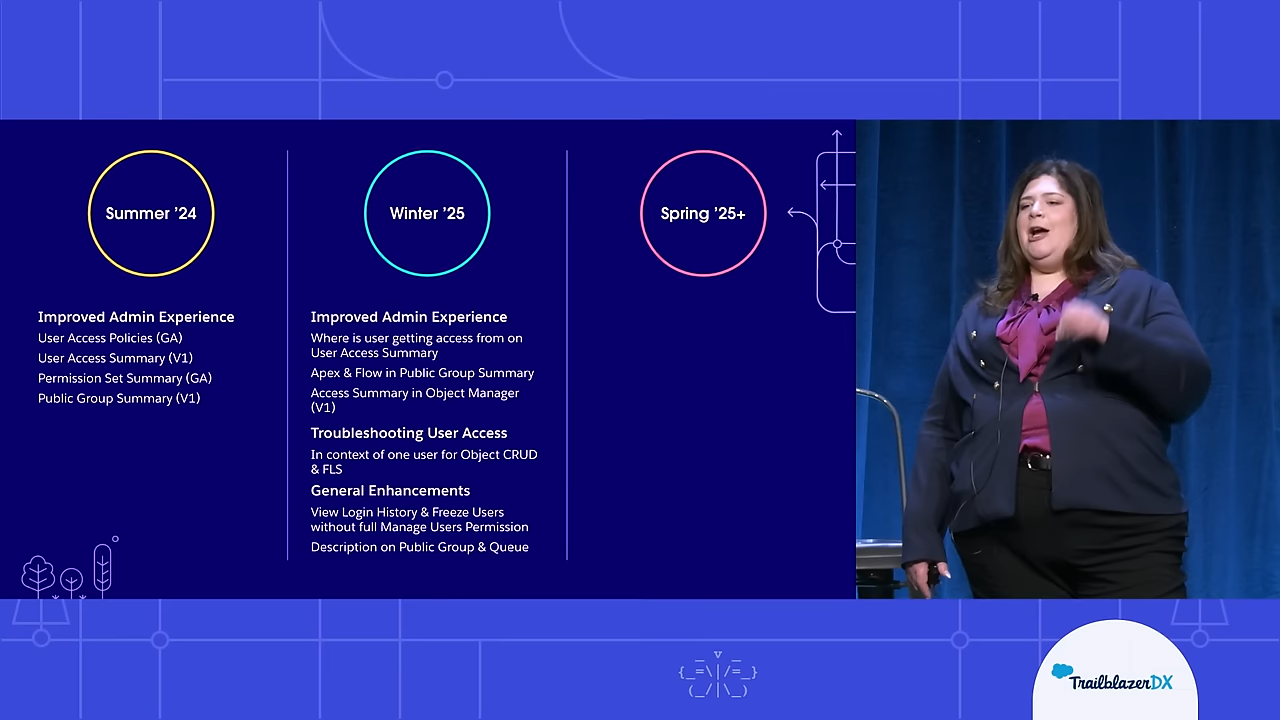 Summer ’24
Improved Admin Experience
User Access Policies (GA)
User Access Summary (V1)
Permission Set Summary (GA)
Public Group Summary (V1)
Winter ’25
Improved Admin Experience
Where is user getting access from on
User Access Summary
Apex & Flow in Public Group Summary
Access Summary in Object Manager
(V1)
Troubleshooting User Access
In context of one user for Object CRUD
& FLS
General Enhancements
View Login History & Freeze Users
without full Manage Users Permission
Description on Public Group & Queue
Spring ’25+
TrailblazerDX